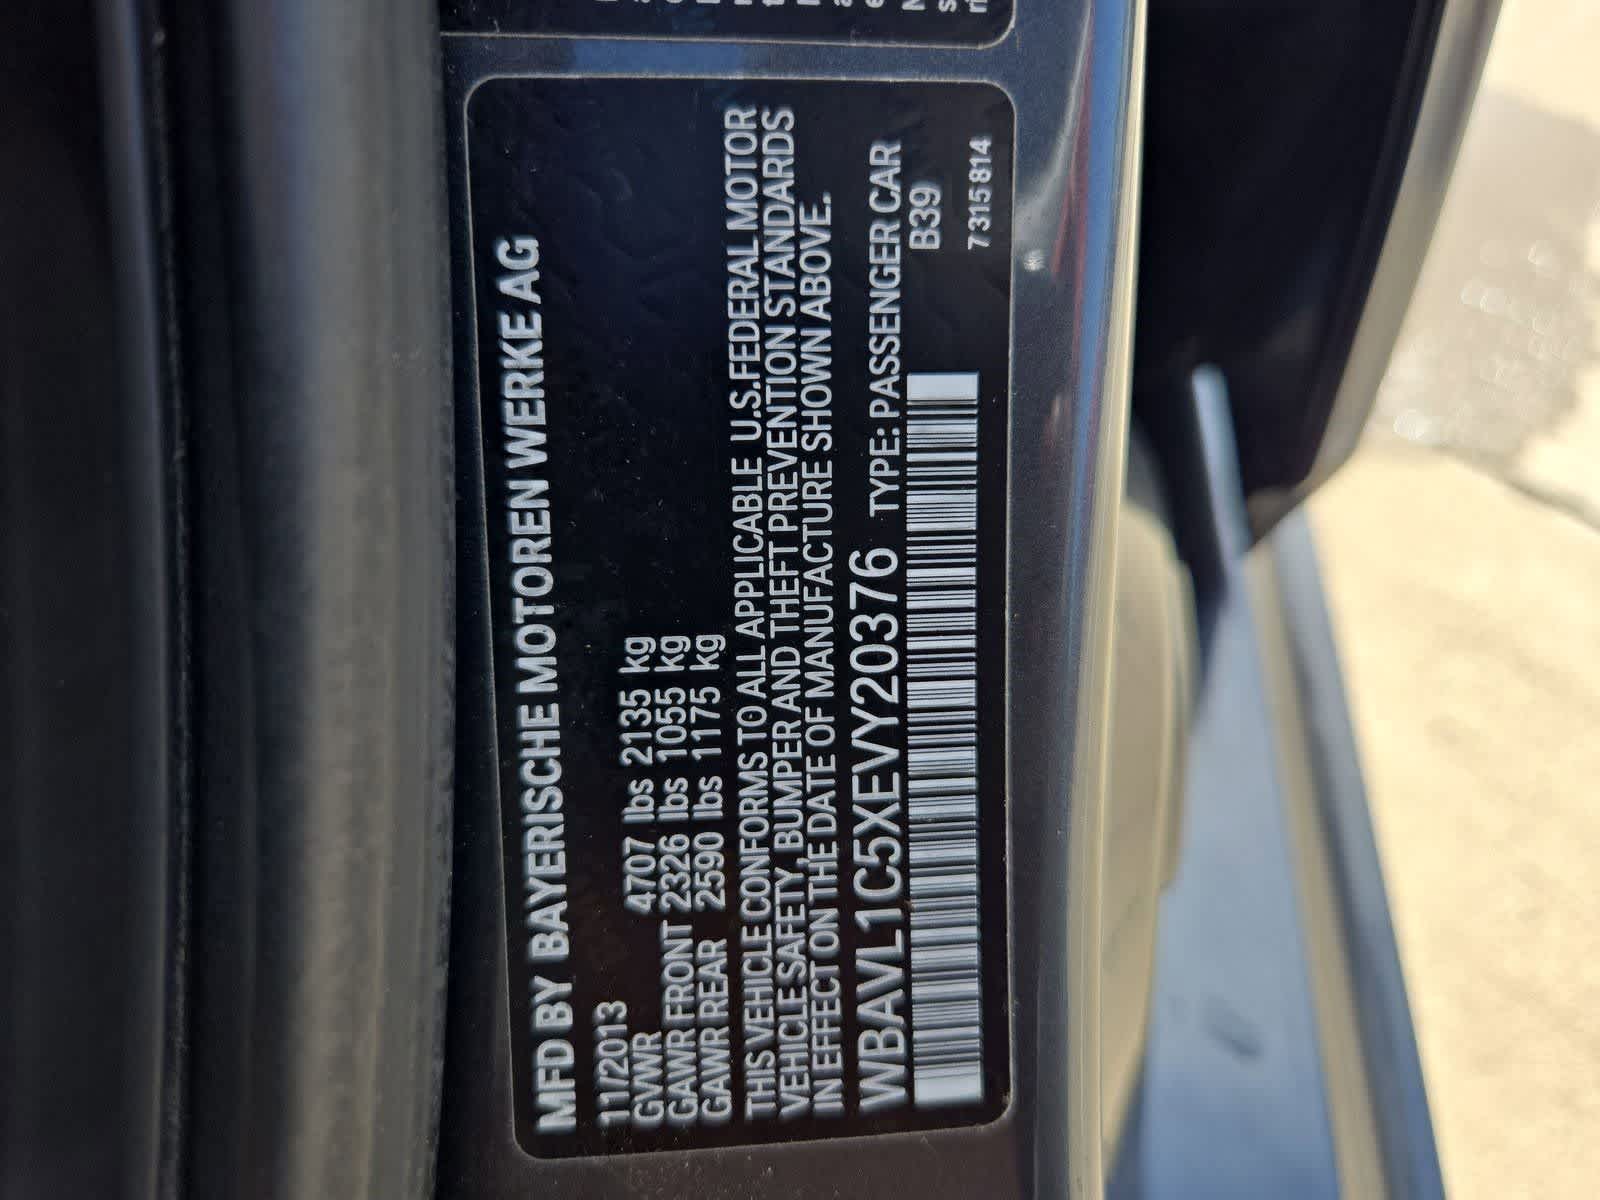 MFD BY BAYERISCHE MOTOREN WERKE AG
11/2013
GVWR 4707 lbs 2135 kg
GAWR FRONT 2326 lbs 1055 kg
GAWR REAR 2590 lbs 1175 kg
THIS VEHICLE CONFORMS TO ALL APPLICABLE U.S.FEDERAL MOTOR
VEHICLE SAFETY, BUMPER AND THEFT PREVENTION STANDARDS
IN EFFECT ON THE DATE OF MANUFACTURE SHOWN ABOVE.
WBAVL1C5XEVY20376 TYPE: PASSENGER CAR
B39
7315814